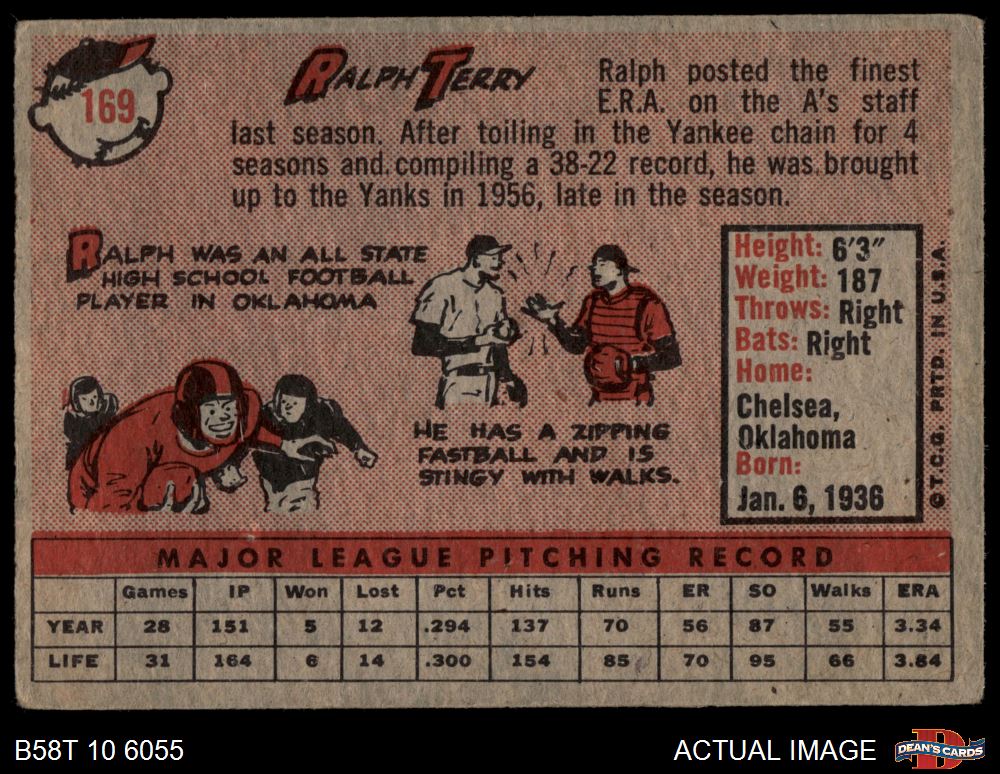 169
RALPH TERRY
Ralph posted the finest
E.R.A. on the A's staff
last season. After toiling in the Yankee chain for 4
seasons and compiling a 38-22 record, he was brought
up to the Yanks in 1956, late in the season.
RALPH WAS AN ALL STATE
HIGH SCHOOL FOOTBALL
PLAYER IN OKLAHOMA
HE HAS A ZIPPING
FASTBALL AND IS
STINGY WITH WALKS.
Height: 6'3"
Weight: 187
Throws: Right
Bats: Right
Home:
Chelsea,
Oklahoma
Born:
Jan. 6, 1936
© T.C.G. PRTD. IN U.S.A.
MAJOR LEAGUE PITCHING RECORD
Games IP Won Lost Pct Hits Runs ER SO Walks ERA
YEAR 28 151 5 12 .294 137 70 56 87 55 3.34
LIFE 31 164 6 14 .300 154 85 70 95 66 3.84
B58T 10 6055
ACTUAL IMAGE
DEAN'S CARDS